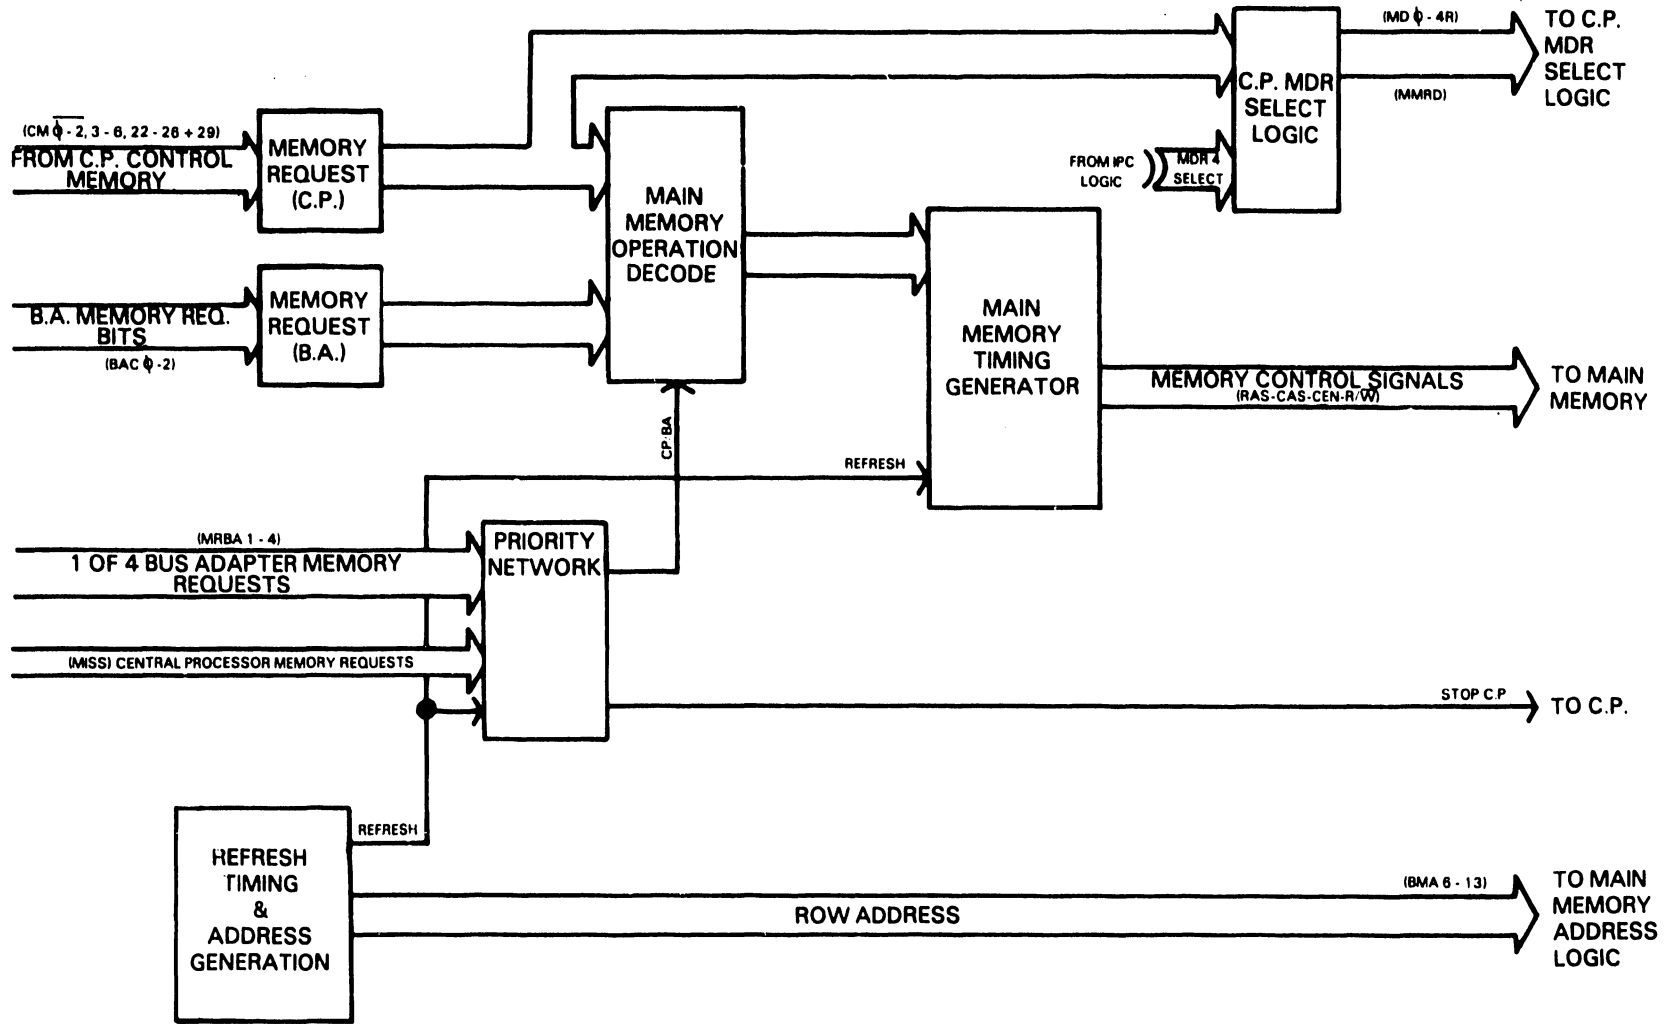 (MD ϕ - 4R)
TO C.P.
MDR
SELECT
LOGIC
(MMRD)
C.P. MDR
SELECT
LOGIC
FROM IPC
LOGIC
MDR 4
SELECT
(CM ϕ - 2, 3 - 6, 22 - 26 + 29)
FROM C.P. CONTROL
MEMORY
MEMORY
REQUEST
(C.P.)
MAIN
MEMORY
OPERATION
DECODE
B.A. MEMORY REQ.
BITS
(BAC ϕ - 2)
MEMORY
REQUEST
(B.A.)
MAIN
MEMORY
TIMING
GENERATOR
MEMORY CONTROL SIGNALS
(RAS-CAS-CEN-R/W̅)
TO MAIN
MEMORY
CP/BA
REFRESH
(MRBA 1 - 4)
1 OF 4 BUS ADAPTER MEMORY
REQUESTS
PRIORITY
NETWORK
(MISS) CENTRAL PROCESSOR MEMORY REQUESTS
STOP C.P
TO C.P.
REFRESH
REFRESH
TIMING
&
ADDRESS
GENERATION
(BMA 6 - 13)
ROW ADDRESS
TO MAIN
MEMORY
ADDRESS
LOGIC